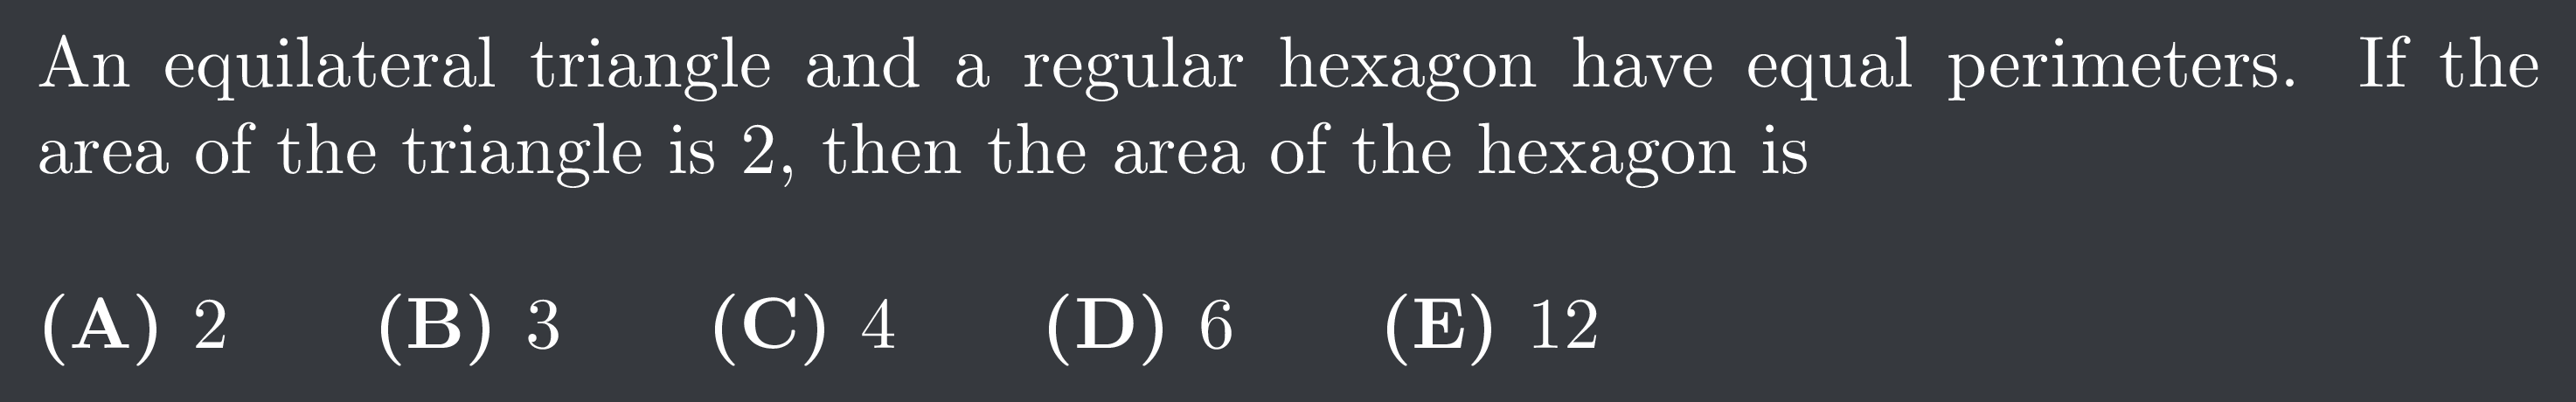 An equilateral triangle and a regular hexagon have equal perimeters. If the
area of the triangle is 2, then the area of the hexagon is
(A) 2 (B) 3 (C) 4 (D) 6 (E) 12